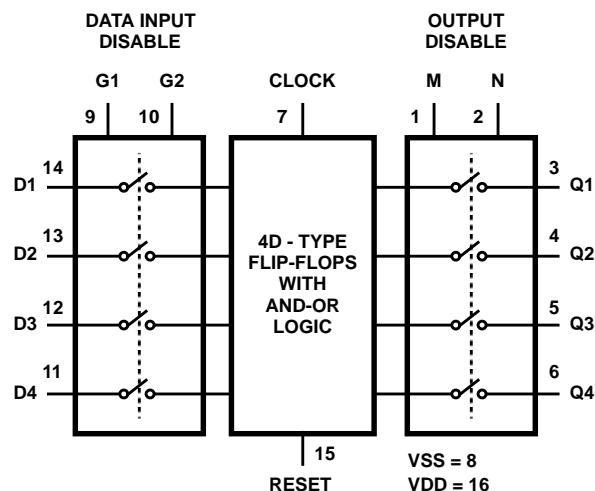 DATA INPUT
DISABLE
OUTPUT
DISABLE
G1 G2
CLOCK
M N
9 10
7
1 2
D1 14
D2 13
D3 12
D4 11
4D - TYPE
FLIP-FLOPS
WITH
AND-OR
LOGIC
3 Q1
4 Q2
5 Q3
6 Q4
15
RESET
VSS = 8
VDD = 16